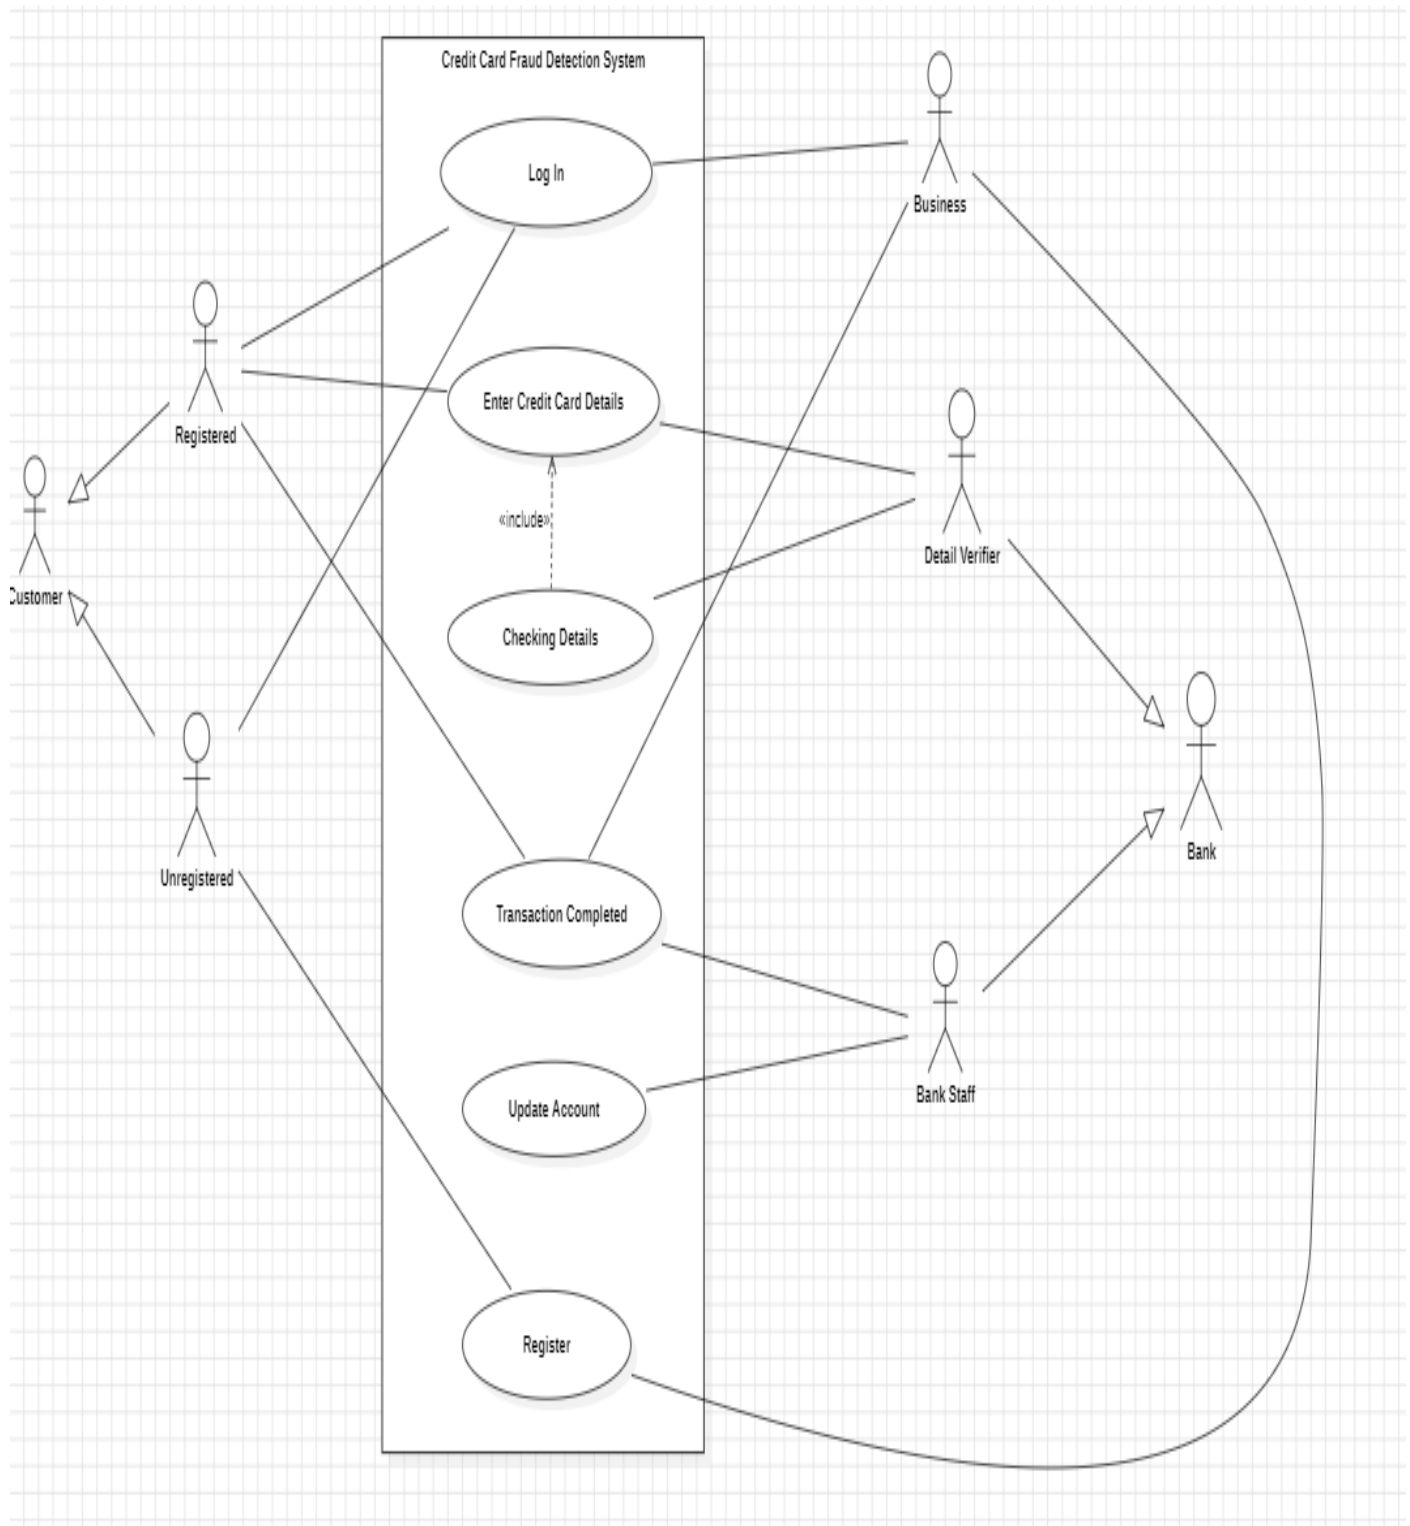 Credit Card Fraud Detection System
Log In
Business
Enter Credit Card Details
Registered
«include»
Detail Verifier
Customer
Checking Details
Bank
Unregistered
Transaction Completed
Bank Staff
Update Account
Register